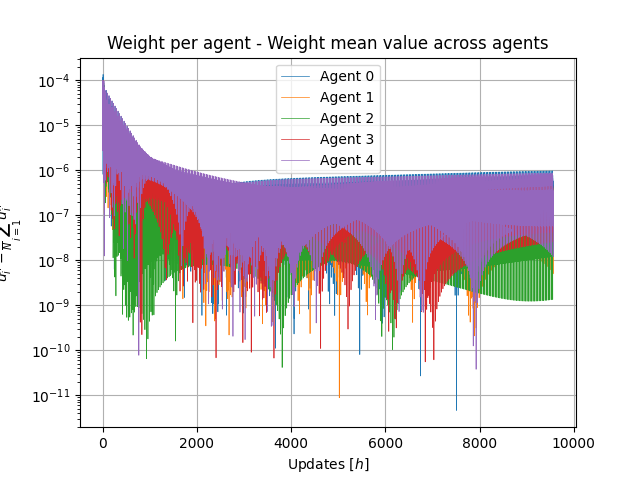 Weight per agent - Weight mean value across agents
Agent 0
Agent 1
Agent 2
Agent 3
Agent 4
10⁻⁴
10⁻⁵
10⁻⁶
10⁻⁷
10⁻⁸
10⁻⁹
10⁻¹⁰
10⁻¹¹
0
2000
4000
6000
8000
10000
Updates [h]